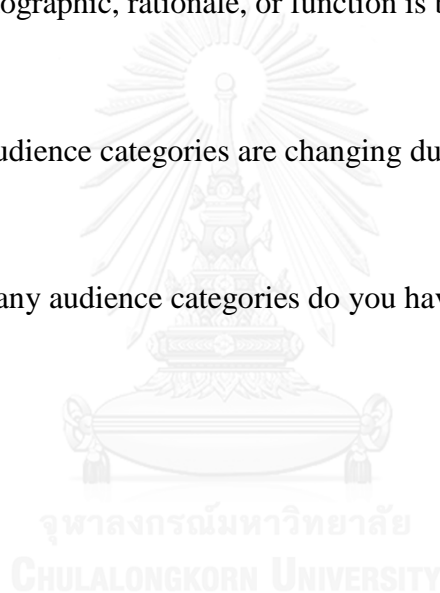 ographic, rationale, or function is b
udience categories are changing du
any audience categories do you hav
จุฬาลงกรณ์มหาวิทยาลัย
CHULALONGKORN UNIVERSITY